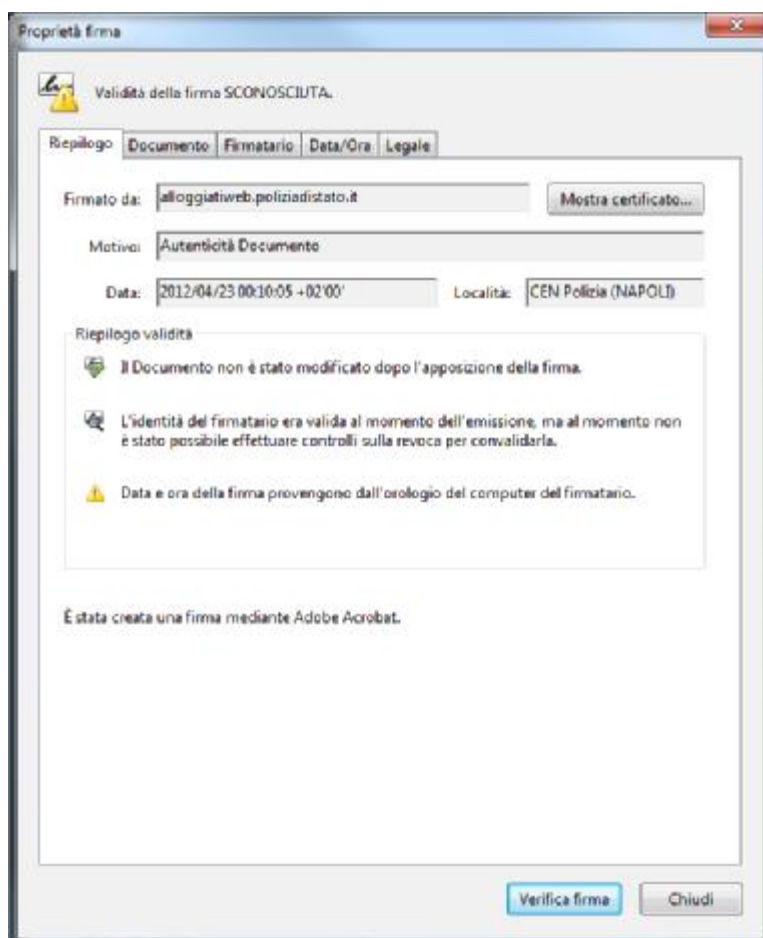 Proprietà firma
Validità della firma SCONOSCIUTA.
Riepilogo Documento Firmatario Data/Ora Legale
Firmato da: alloggiatiweb.poliziadistato.it Mostra certificato...
Motivo: Autenticità Documento
Data: 2012/04/23 00:10:05 +02'00' Località: CEN Polizia (NAPOLI)
Riepilogo validità
Il Documento non è stato modificato dopo l'apposizione della firma.
L'identità del firmatario era valida al momento dell'emissione, ma al momento non
è stato possibile effettuare controlli sulla revoca per convalidarla.
Data e ora della firma provengono dall'orologio del computer del firmatario.
È stata creata una firma mediante Adobe Acrobat.
Verifica firma Chiudi